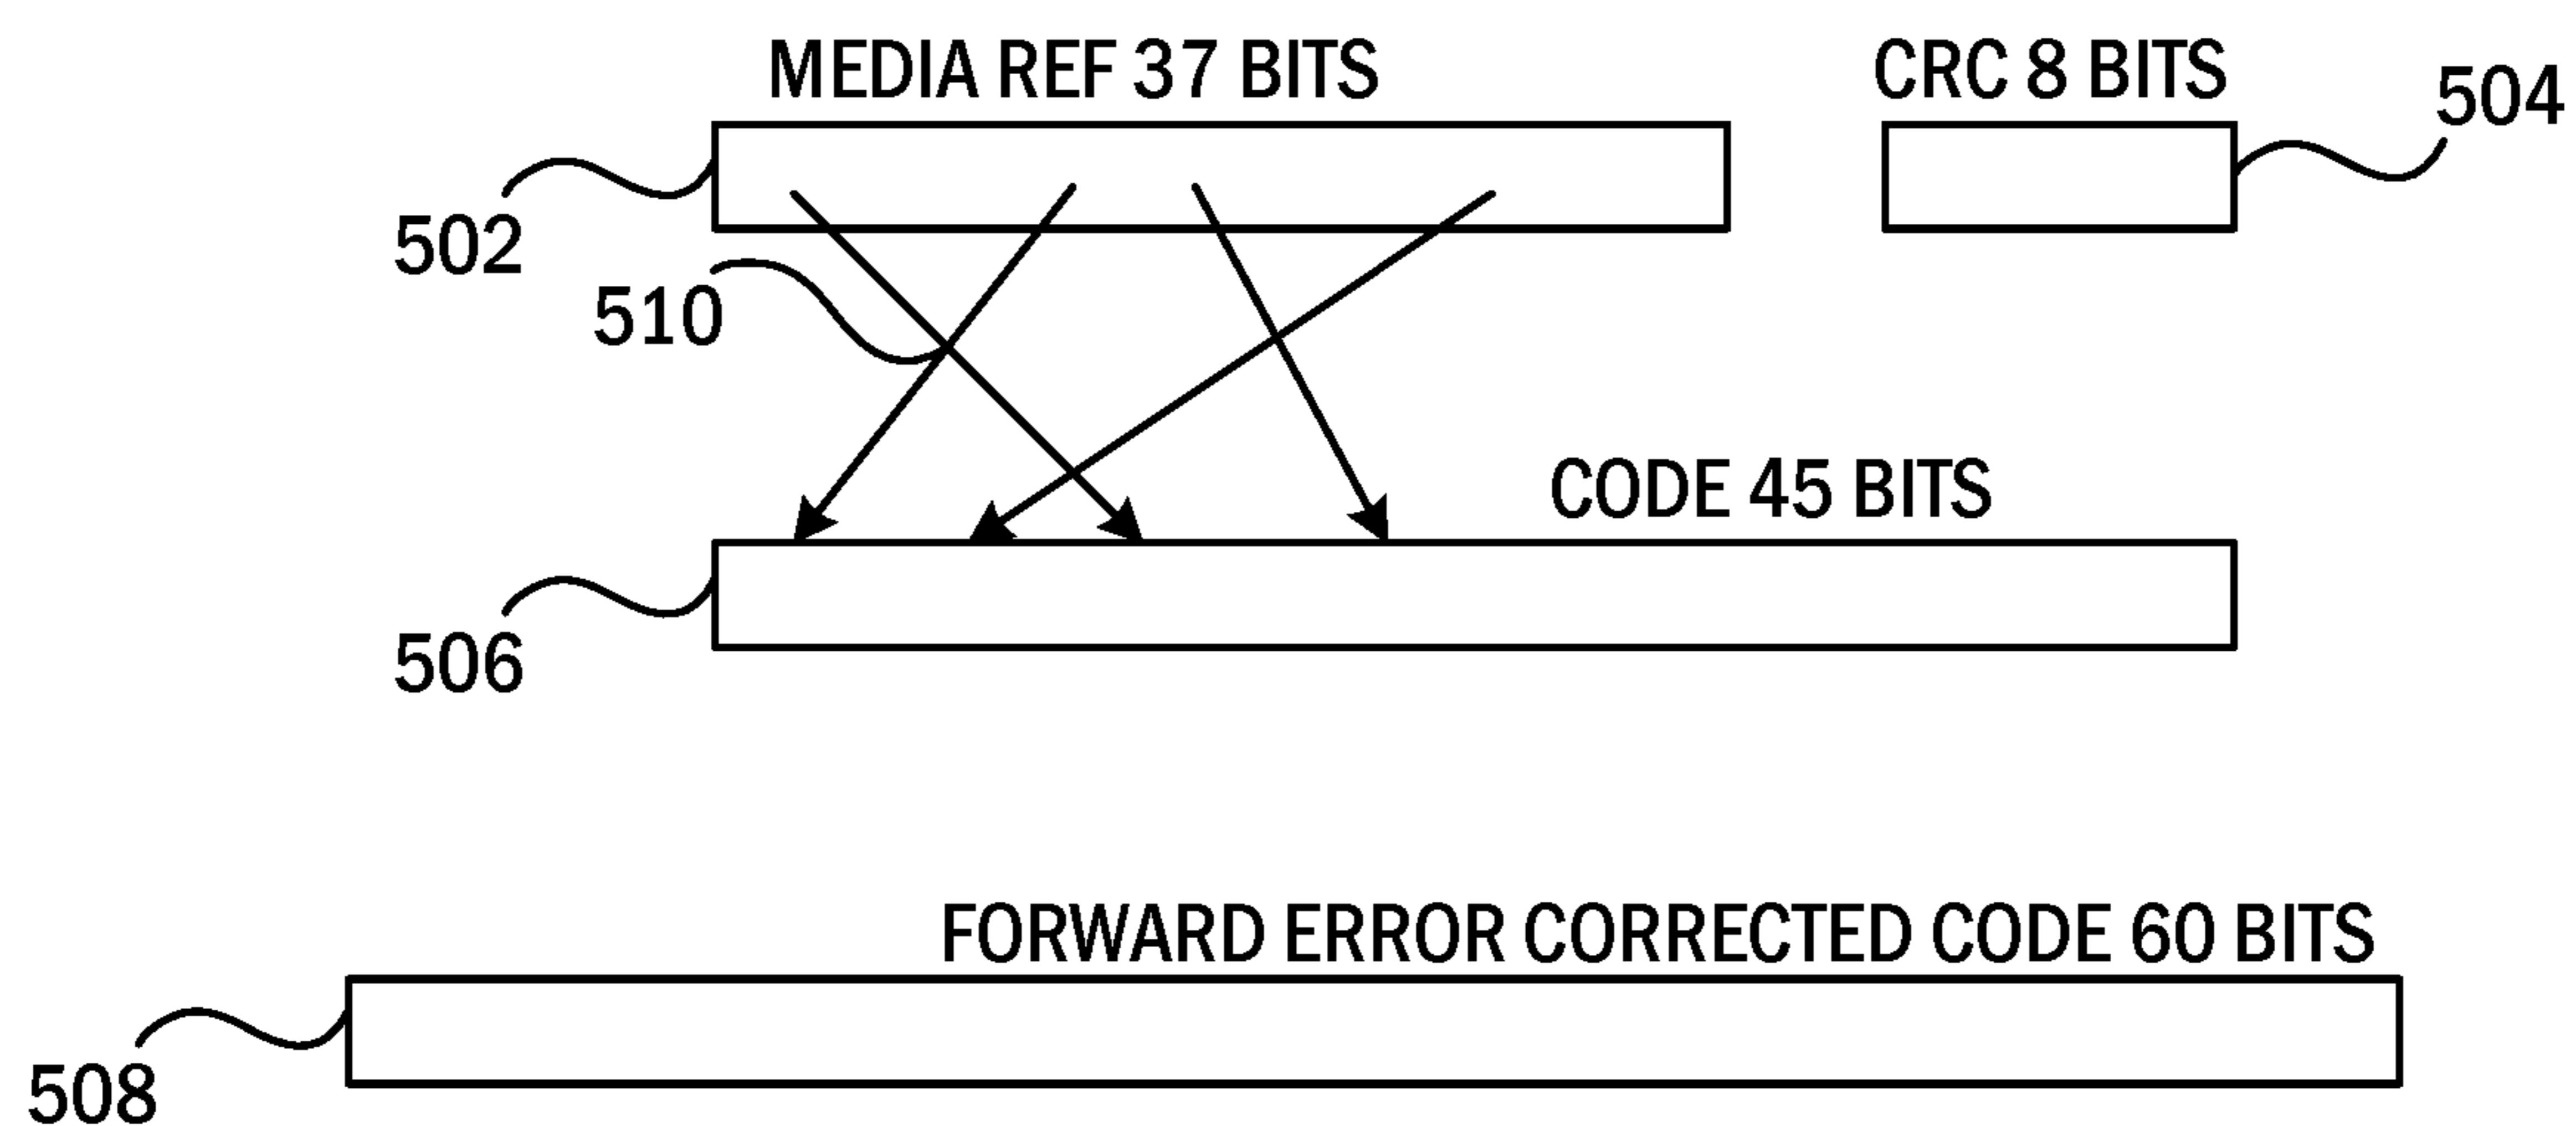 MEDIA REF 37 BITS
CRC 8 BITS
504
502
510
CODE 45 BITS
506
FORWARD ERROR CORRECTED CODE 60 BITS
508